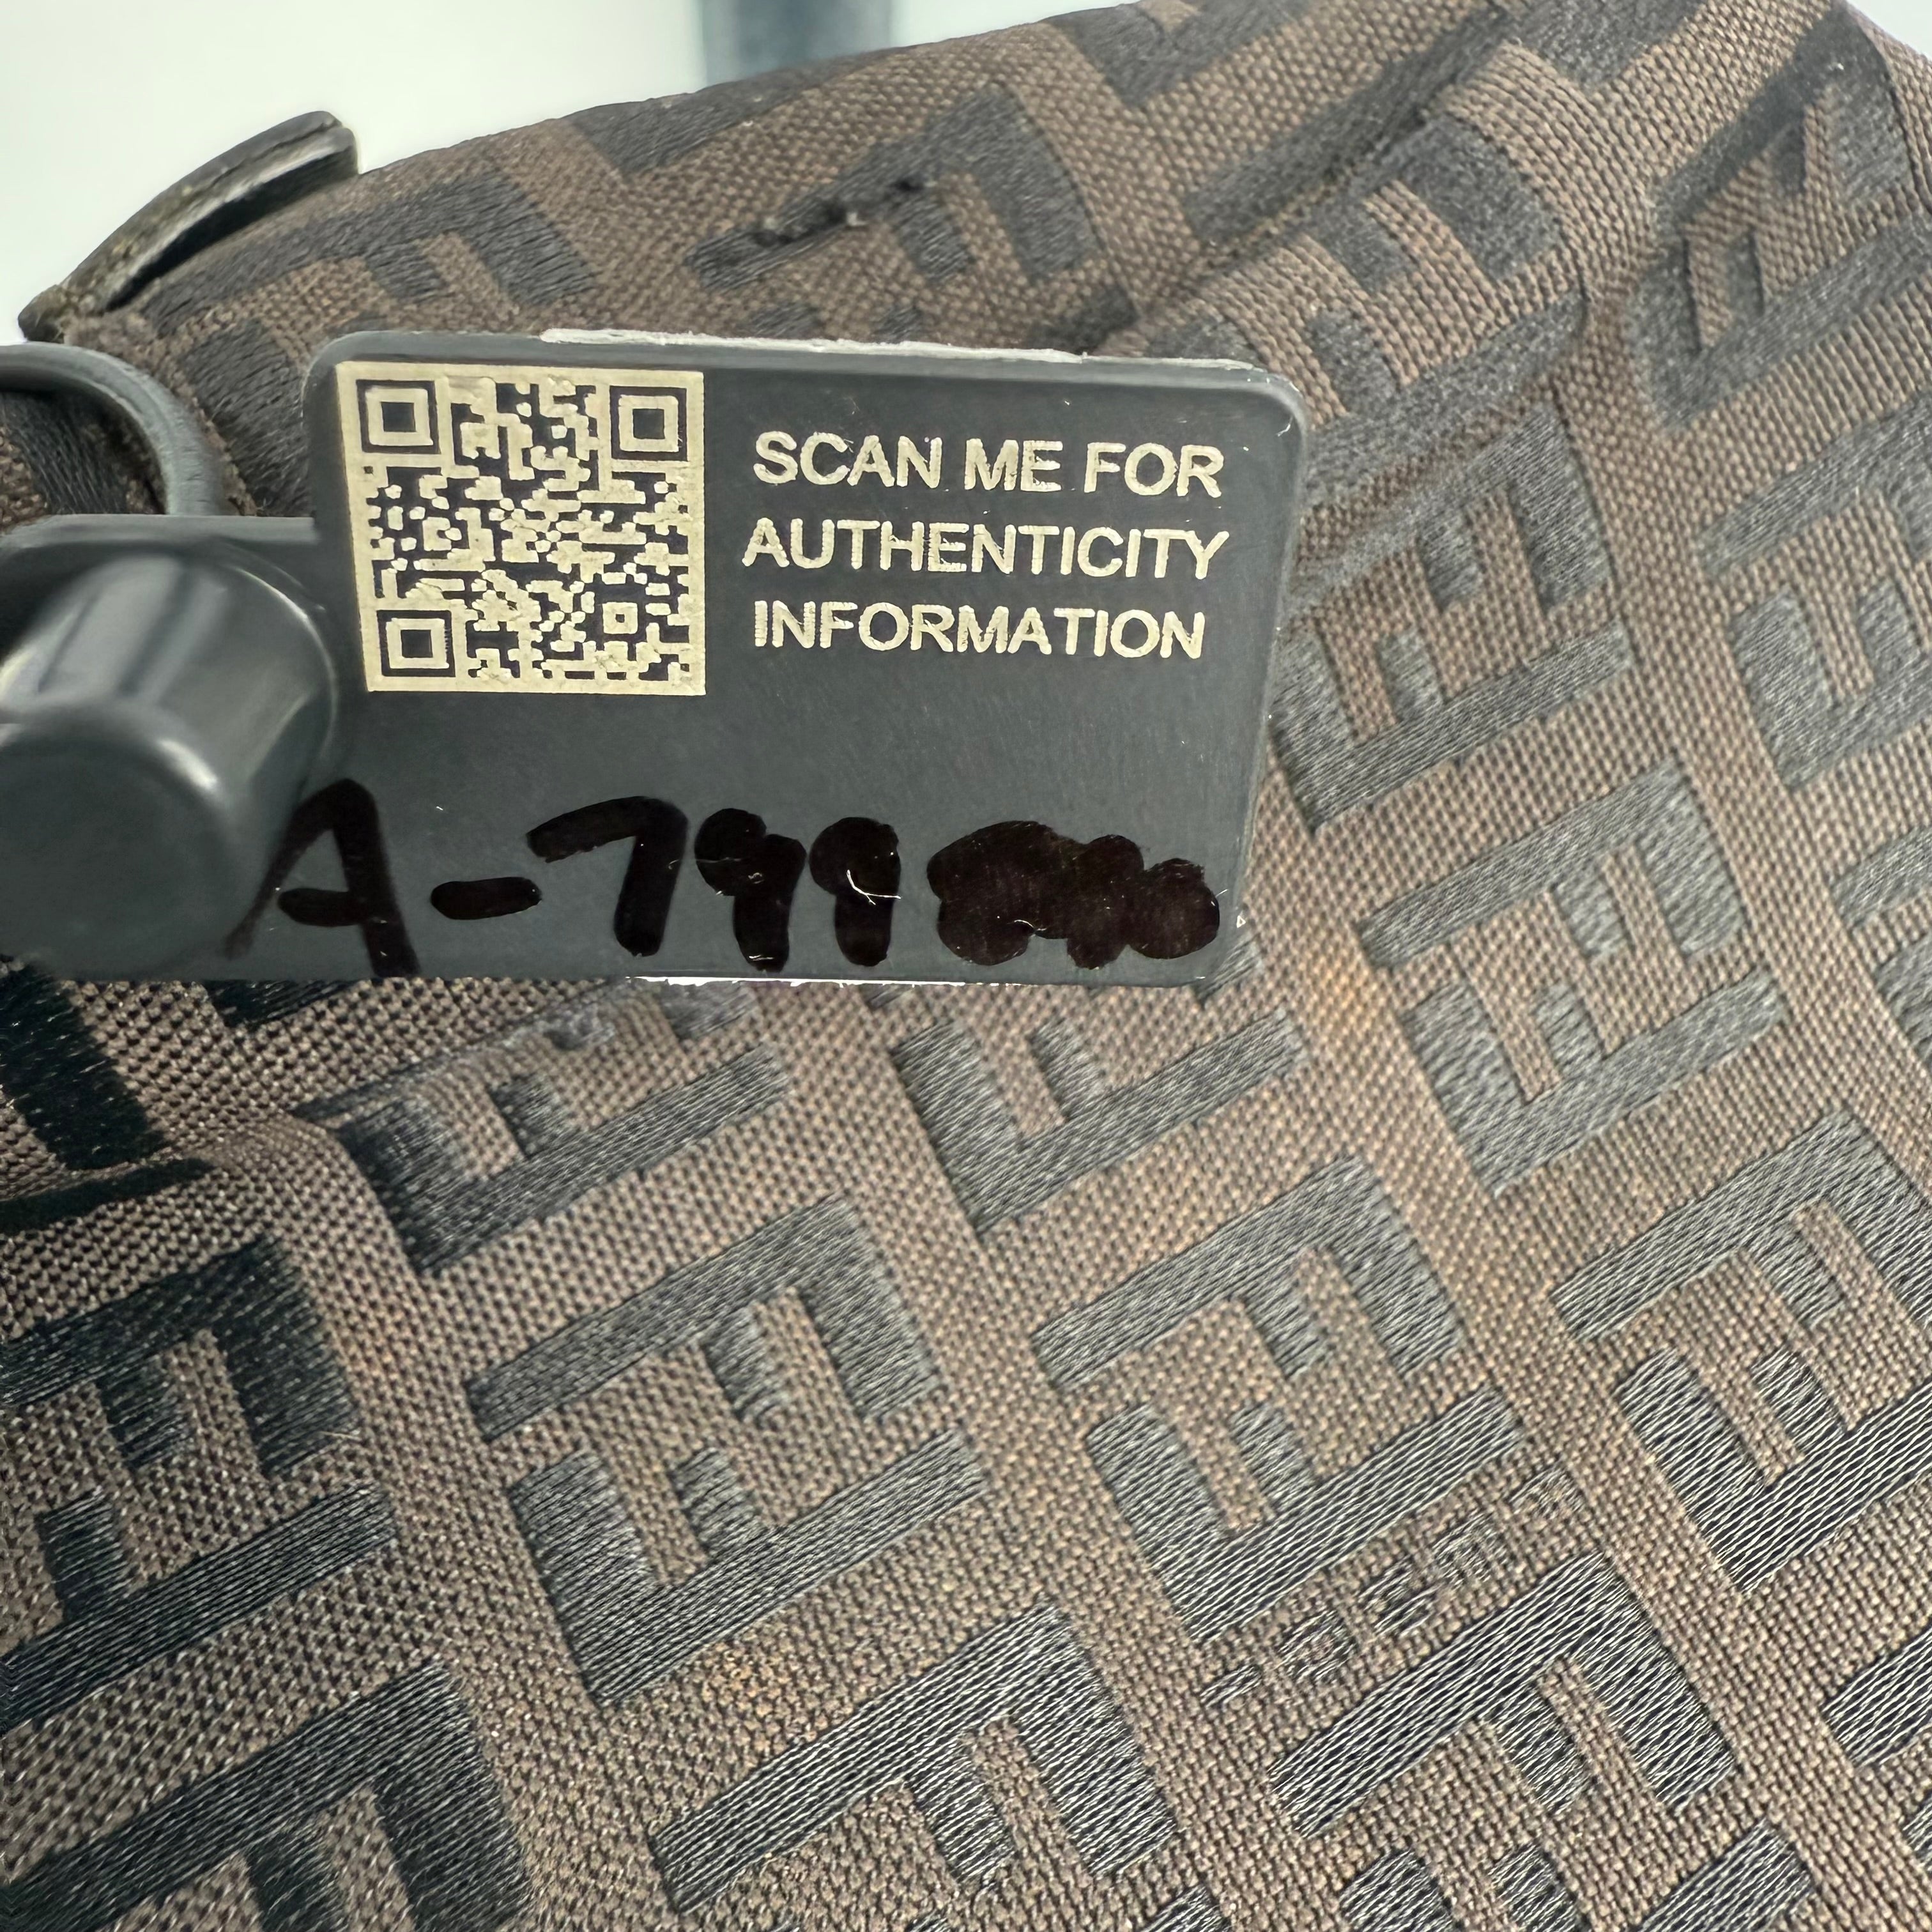 SCAN ME FOR
AUTHENTICITY
INFORMATION
A-799